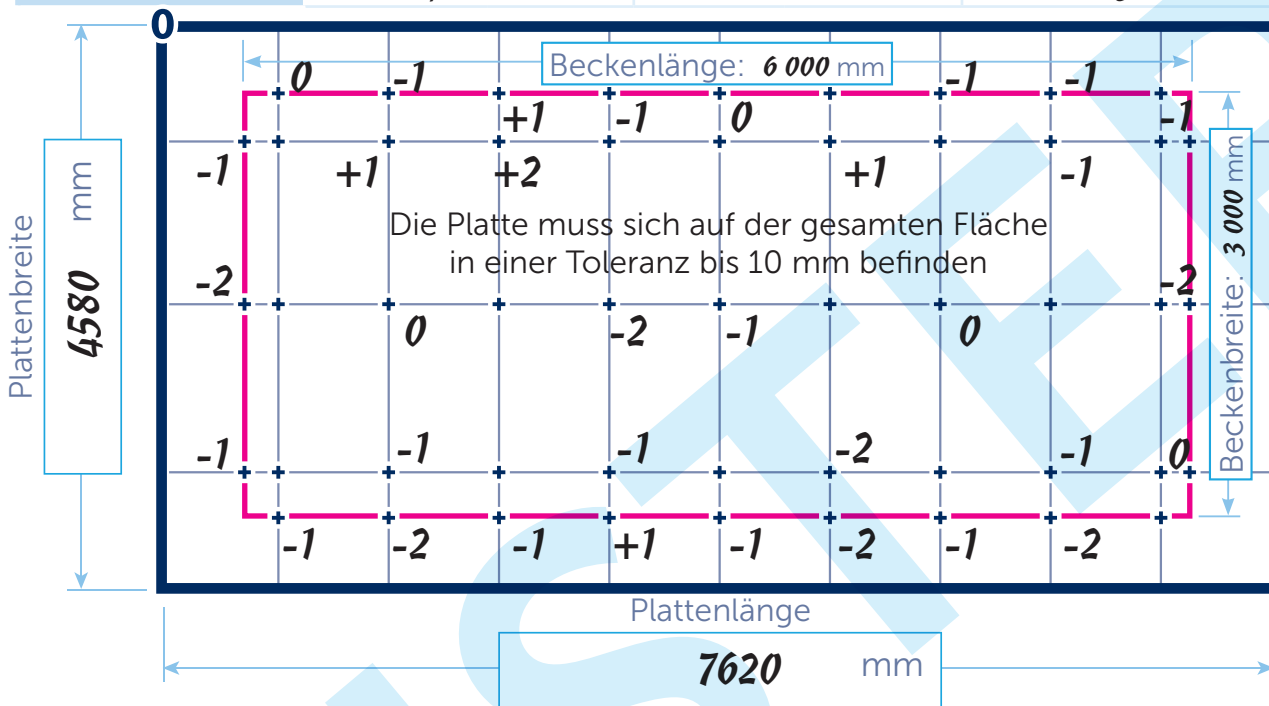 0
Beckenlänge: 6 000 mm
0 -1 -1 -1
+1 -1 0 -1
-1 +1 +2 +1 -1
Die Platte muss sich auf der gesamten Fläche
in einer Toleranz bis 10 mm befinden
-2 -2
0 -2 -1 0
-1 -1 -1 -2 -1 0
-1 -2 -1 +1 -1 -2 -1 -2
Plattenbreite
4580 mm
Beckenbreite: 3 000 mm
Plattenlänge
7620 mm